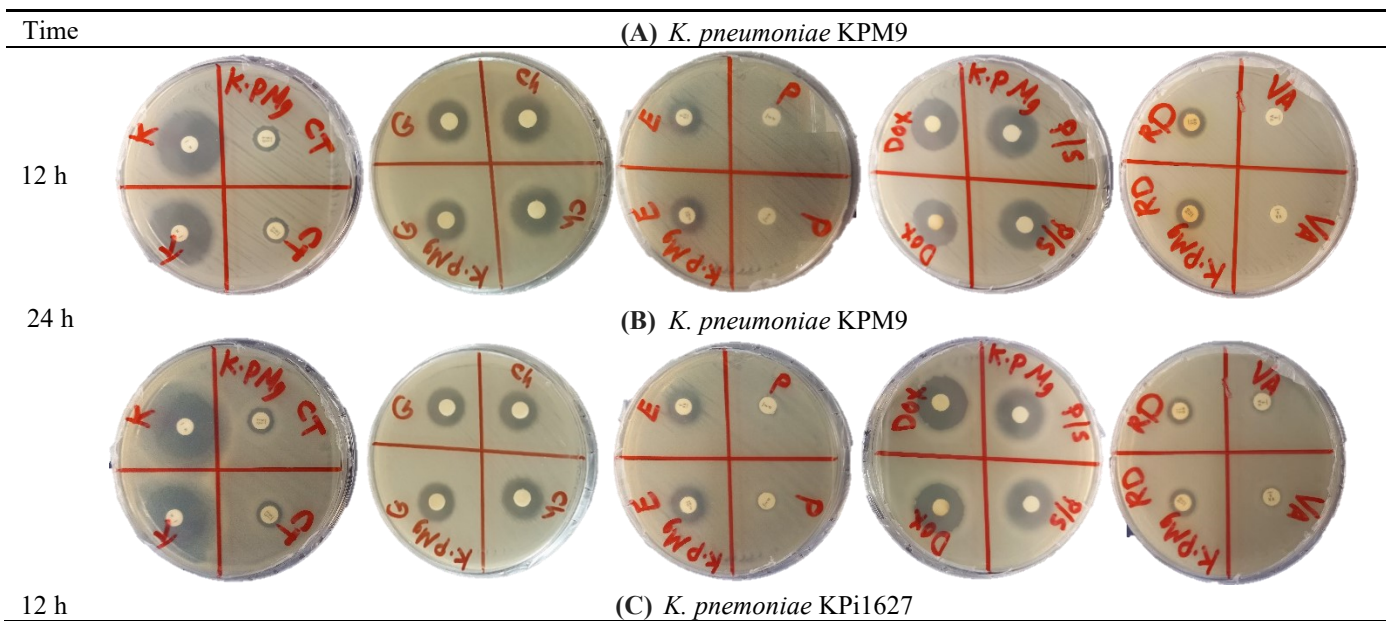 Time (A) K. pneumoniae KPM9
12 h
K K.PM9 CT
K CT
G Ch
G K.PM9 Ch
E P
E K.PM9 P
Dox K.PM9 P/S
Dox P/S
RD VA
RD K.PM9 VA
24 h (B) K. pneumoniae KPM9
K K.PM9 CT
K CT
G Ch
G K.PM9 Ch
E P
E K.PM9 P
Dox K.PM9 P/S
Dox P/S
RD VA
RD K.PM9 VA
12 h (C) K. pnemoniae KPi1627